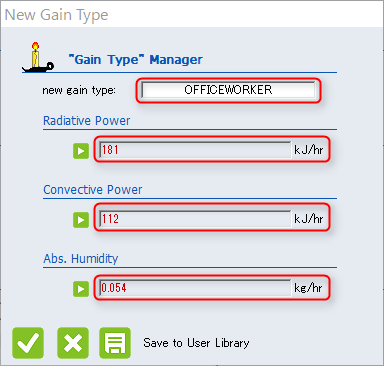 New Gain Type
"Gain Type" Manager
new gain type: OFFICEWORKER
Radiative Power
181 kJ/hr
Convective Power
112 kJ/hr
Abs. Humidity
0.054 kg/hr
Save to User Library